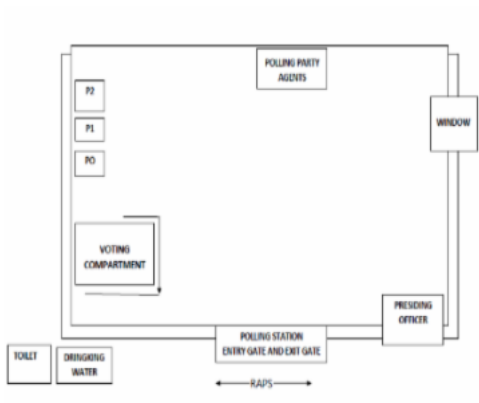 POLLING PARTY
AGENTS
P2
P1
PO
WINDOW
VOTING
COMPARTMENT
PRESIDING
OFFICER
POLLING STATION
ENTRY GATE AND EXIT GATE
TOILET
DRINGKING
WATER
RAPS